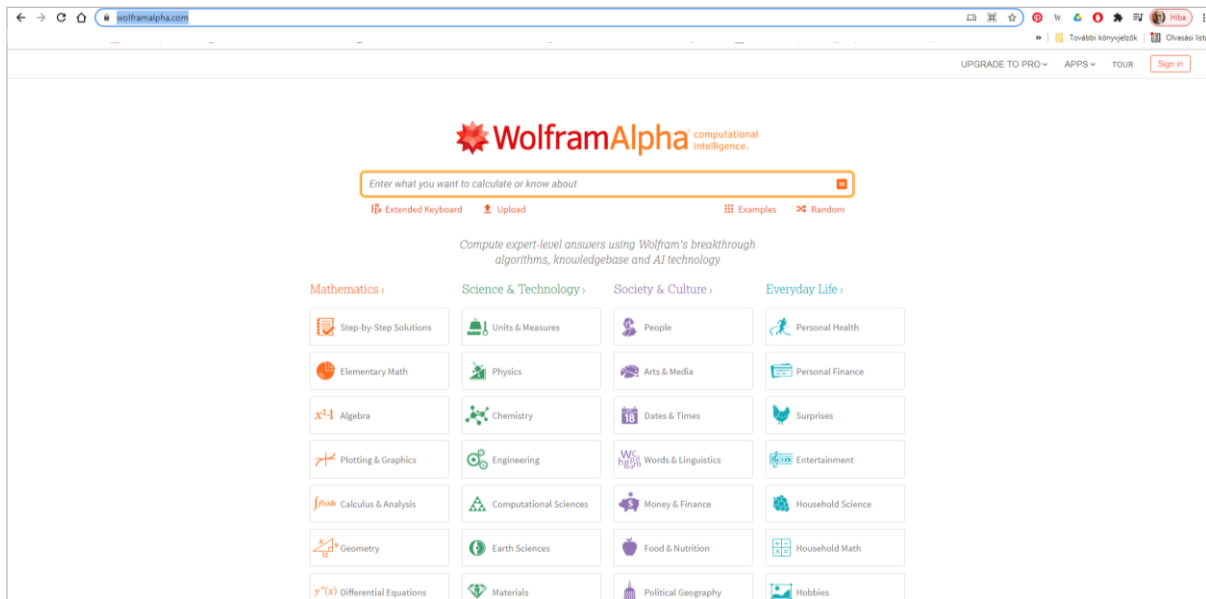 wolframalpha.com
Hiba
További könyvjelzők
Olvasási list
UPGRADE TO PRO
APPS
TOUR
Sign in
WolframAlpha computational intelligence.
Enter what you want to calculate or know about
Extended Keyboard Upload Examples Random
Compute expert-level answers using Wolfram's breakthrough
algorithms, knowledgebase and AI technology
Mathematics › Science & Technology › Society & Culture › Everyday Life ›
Step-by-Step Solutions Units & Measures People Personal Health
Elementary Math Physics Arts & Media Personal Finance
x²-1 Algebra Chemistry 18 Dates & Times Surprises
Plotting & Graphics Engineering Words & Linguistics Entertainment
Calculus & Analysis Computational Sciences Money & Finance Household Science
Geometry Earth Sciences Food & Nutrition Household Math
y″(x) Differential Equations Materials Political Geography Hobbies